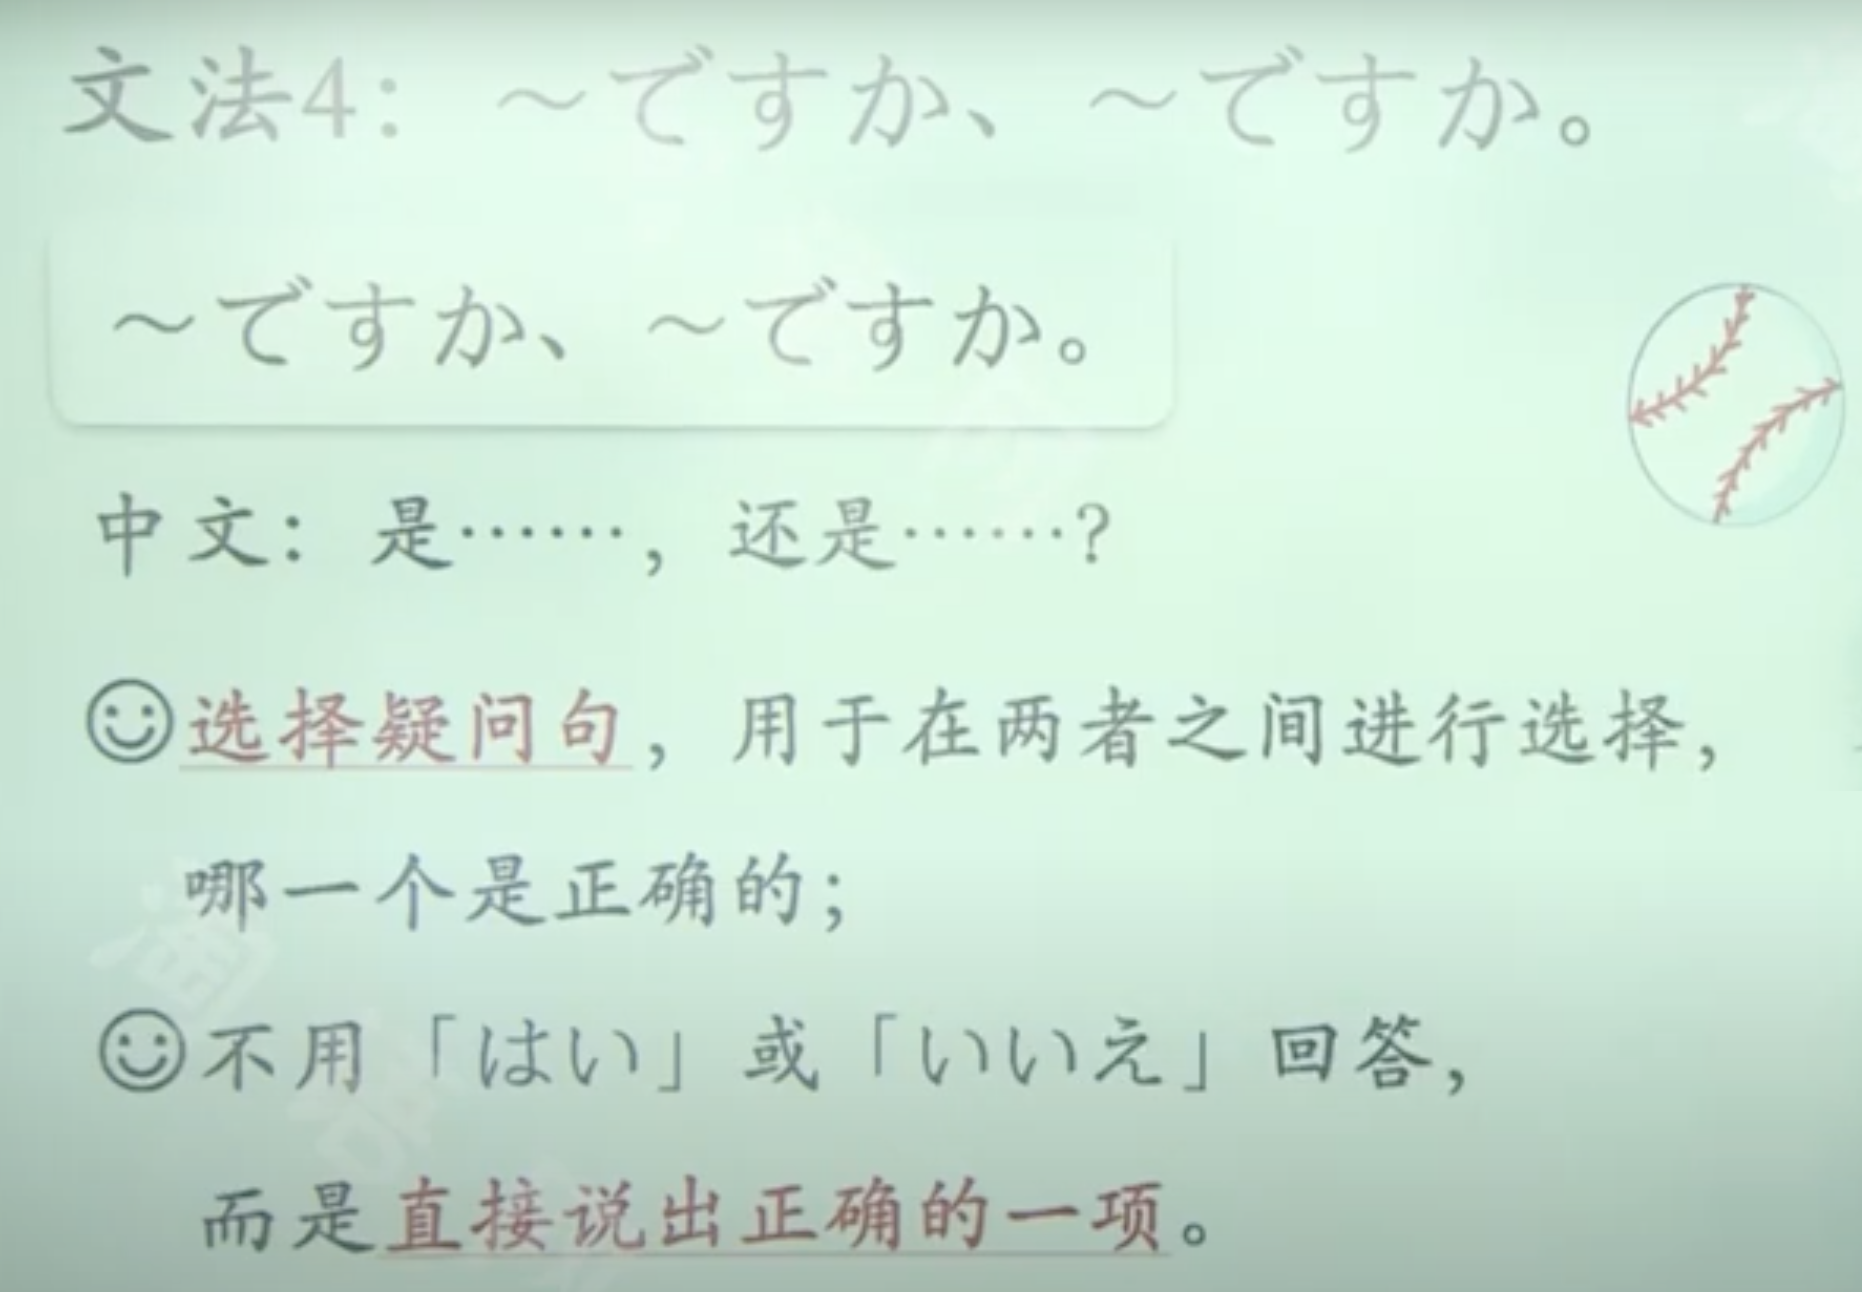 文法4：～ですか、～ですか。
～ですか、～ですか。
中文：是……，还是……？
选择疑问句，用于在两者之间进行选择，
哪一个是正确的；
不用「はい」或「いいえ」回答，
而是直接说出正确的一项。